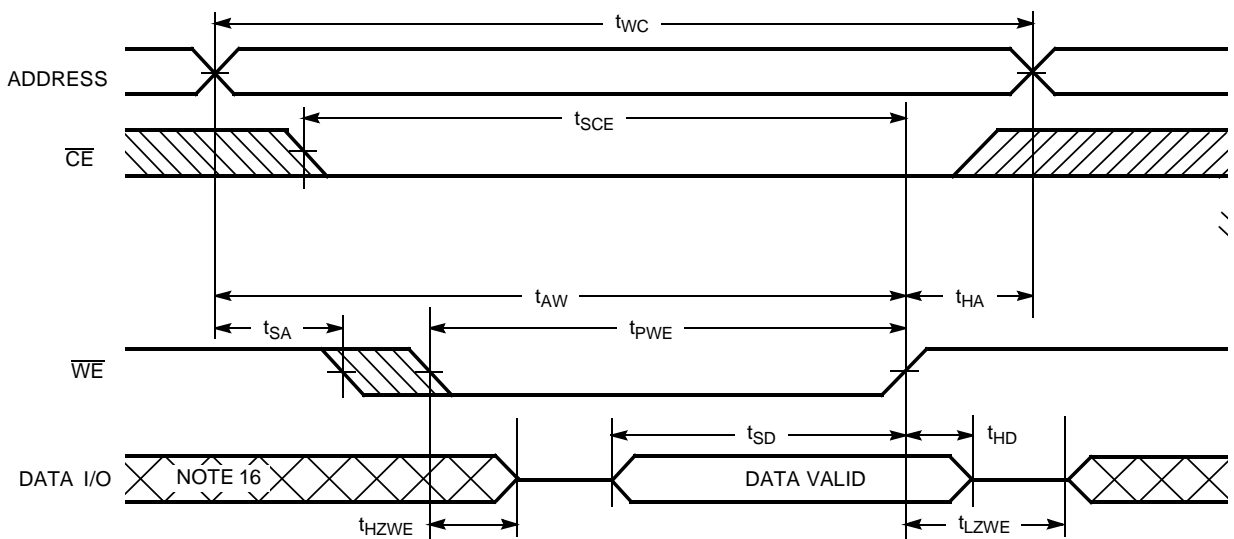 tWC
ADDRESS
tSCE
CE
tAW
tHA
tSA
tPWE
WE
tSD
tHD
DATA I/O
NOTE 16
DATA VALID
tHZWE
tLZWE